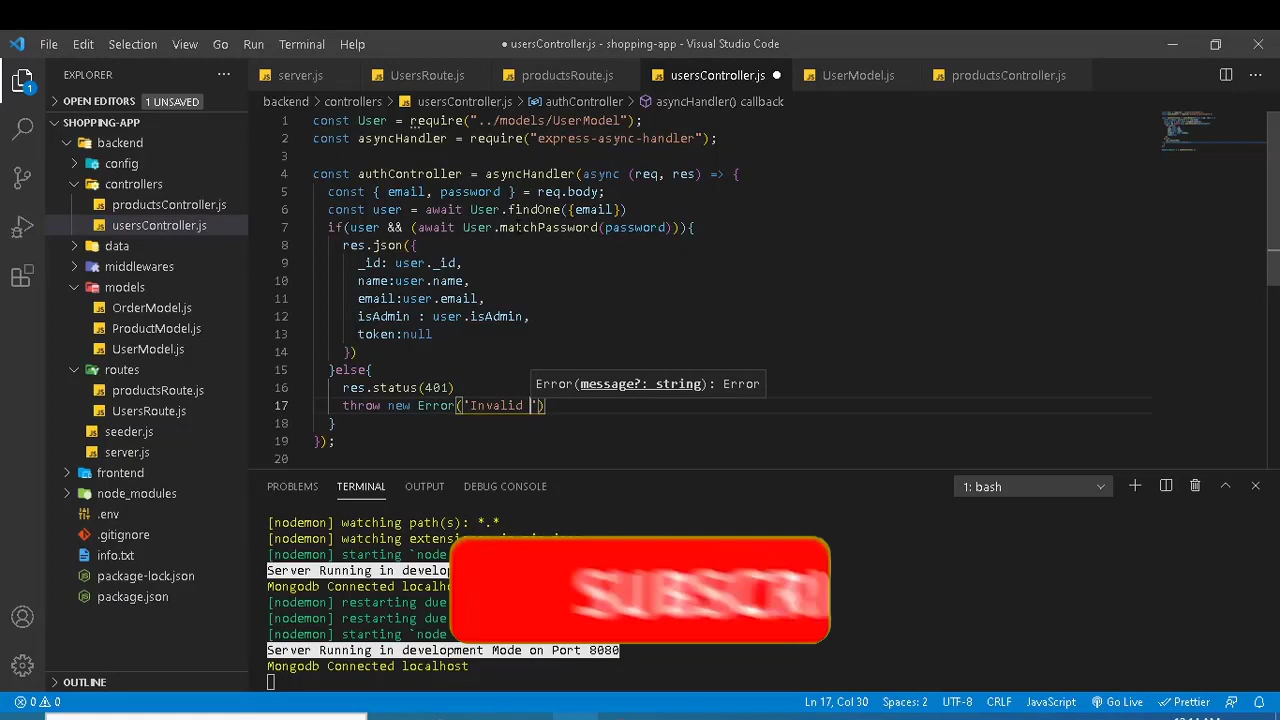 File Edit Selection View Go Run Terminal Help
● usersController.js - shopping-app - Visual Studio Code
EXPLORER
server.js
UsersRoute.js
productsRoute.js
usersController.js
UserModel.js
productsController.js
OPEN EDITORS 1 UNSAVED
SHOPPING-APP
backend
config
controllers
productsController.js
usersController.js
data
middlewares
models
OrderModel.js
ProductModel.js
UserModel.js
routes
productsRoute.js
UsersRoute.js
seeder.js
server.js
frontend
node_modules
.env
.gitignore
info.txt
package-lock.json
package.json
OUTLINE
backend > controllers > usersController.js > authController > asyncHandler() callback
1 const User = require("../models/UserModel");
2 const asyncHandler = require("express-async-handler");
3
4 const authController = asyncHandler(async (req, res) => {
5 const { email, password } = req.body;
6 const user = await User.findOne({email})
7 if(user && (await User.matchPassword(password))){
8 res.json({
9 _id: user._id,
10 name:user.name,
11 email:user.email,
12 isAdmin : user.isAdmin,
13 token:null
14 })
15 }else{
16 res.status(401)
Error(message?: string): Error
17 throw new Error('Invalid ')
18 }
19 });
20
PROBLEMS TERMINAL OUTPUT DEBUG CONSOLE
1: bash
[nodemon] watching path(s): *.*
[nodemon] watching
[nodemon] starting `node
Server Running in
Mongodb Connected
[nodemon] restarting due
[nodemon] restarting due
[nodemon] starting `node
Server Running in development Mode on Port 8080
Mongodb Connected localhost
SUBSCRI
0 0
Ln 17, Col 30 Spaces: 2 UTF-8 CRLF JavaScript Go Live Prettier